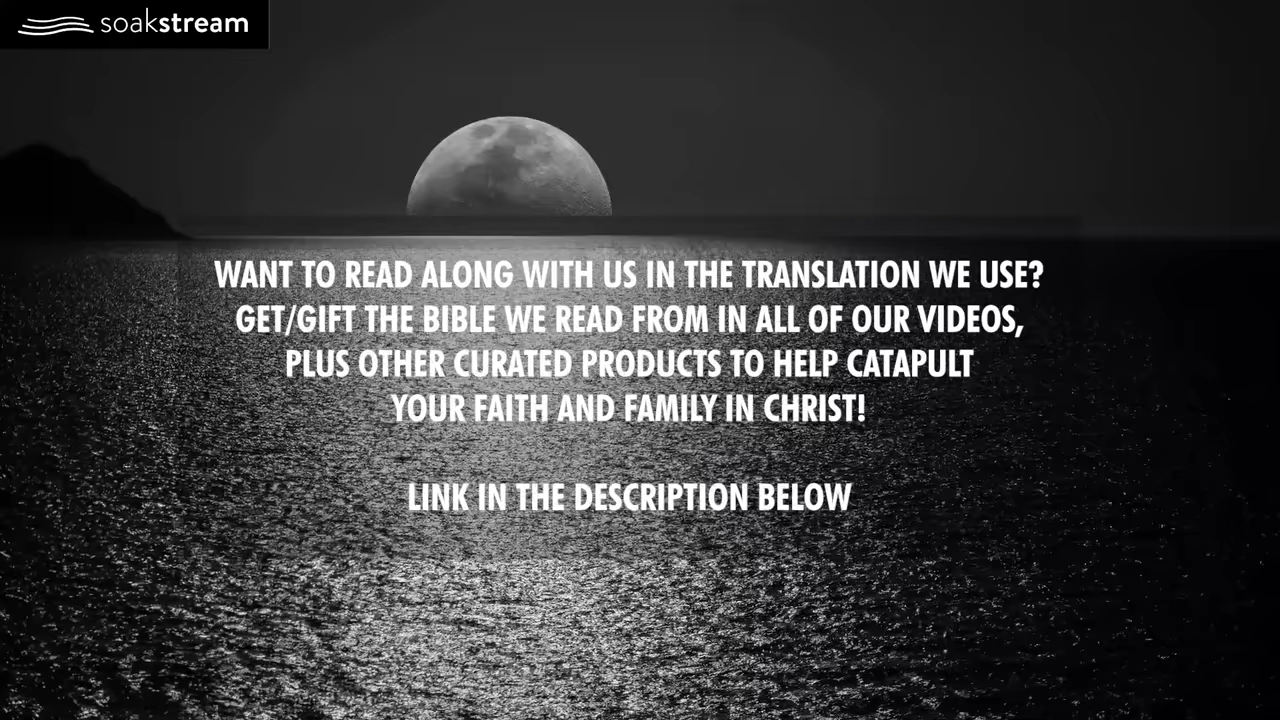 soakstream
WANT TO READ ALONG WITH US IN THE TRANSLATION WE USE?
GET/GIFT THE BIBLE WE READ FROM IN ALL OF OUR VIDEOS,
PLUS OTHER CURATED PRODUCTS TO HELP CATAPULT
YOUR FAITH AND FAMILY IN CHRIST!
LINK IN THE DESCRIPTION BELOW